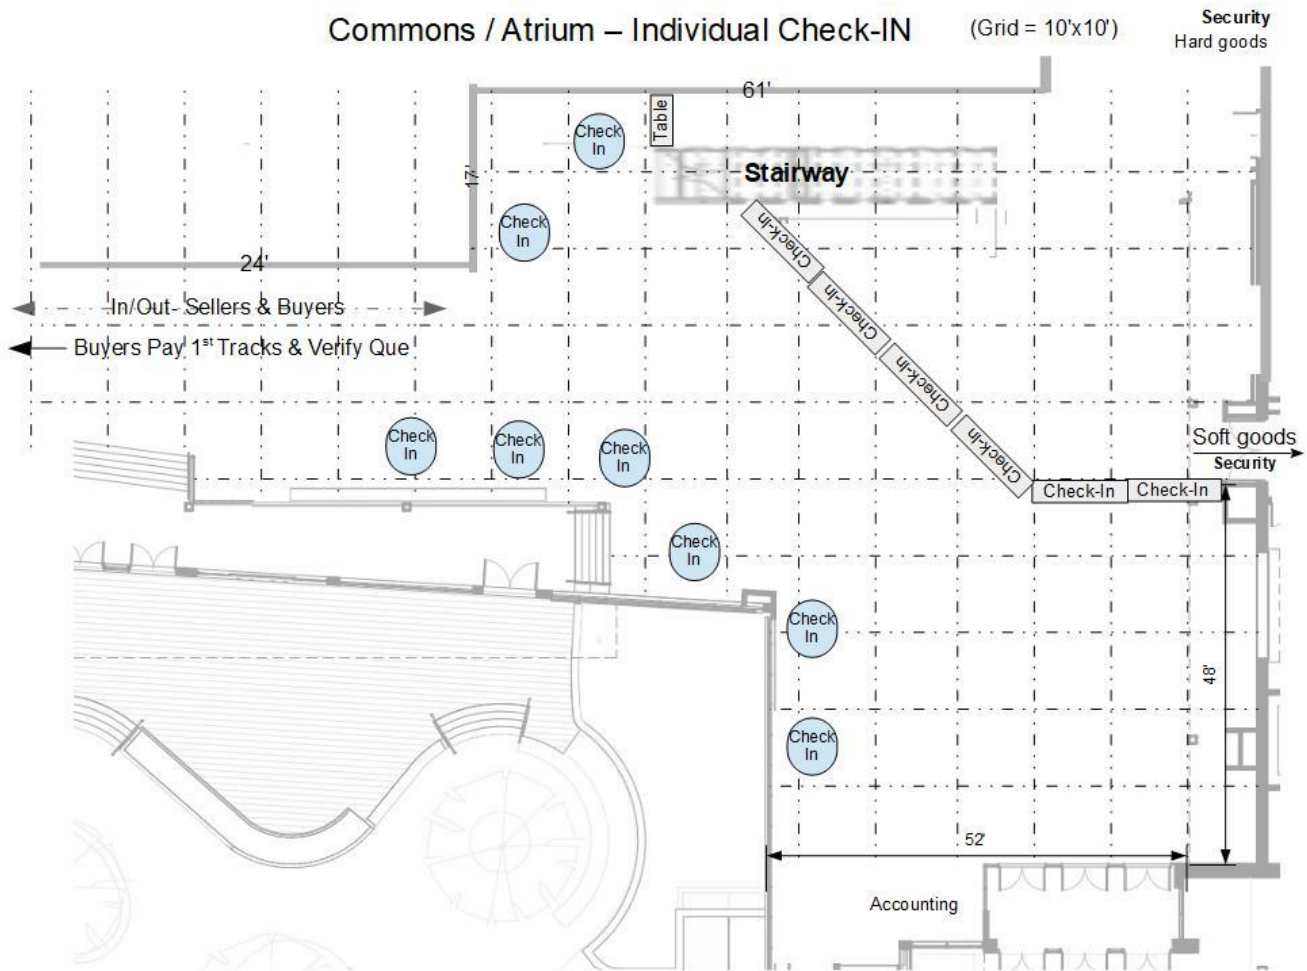 Commons / Atrium – Individual Check-IN
(Grid = 10'x10')
Security
Hard goods
61'
Table
Check
In
17'
Stairway
Check
In
Check-In
24'
Check-In
In/Out- Sellers & Buyers
Buyers Pay 1st Tracks & Verify Que
Check-In
Check
In
Check
In
Check
In
Check-In
Soft goods
Security
Check-In
Check-In
Check
In
Check
In
48'
Check
In
52'
Accounting